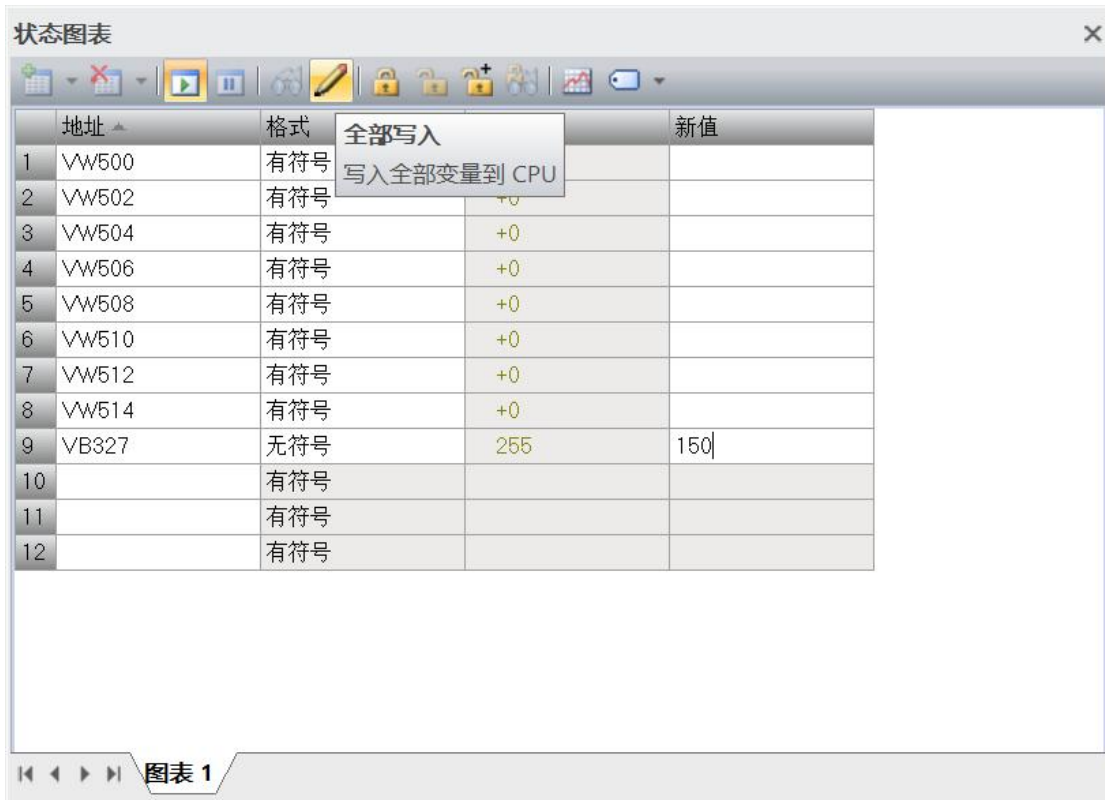 状态图表
地址 格式 新值
全部写入
写入全部变量到 CPU
1 VW500 有符号
2 VW502 有符号 +0
3 VW504 有符号 +0
4 VW506 有符号 +0
5 VW508 有符号 +0
6 VW510 有符号 +0
7 VW512 有符号 +0
8 VW514 有符号 +0
9 VB327 无符号 255 150
10 有符号
11 有符号
12 有符号
图表 1